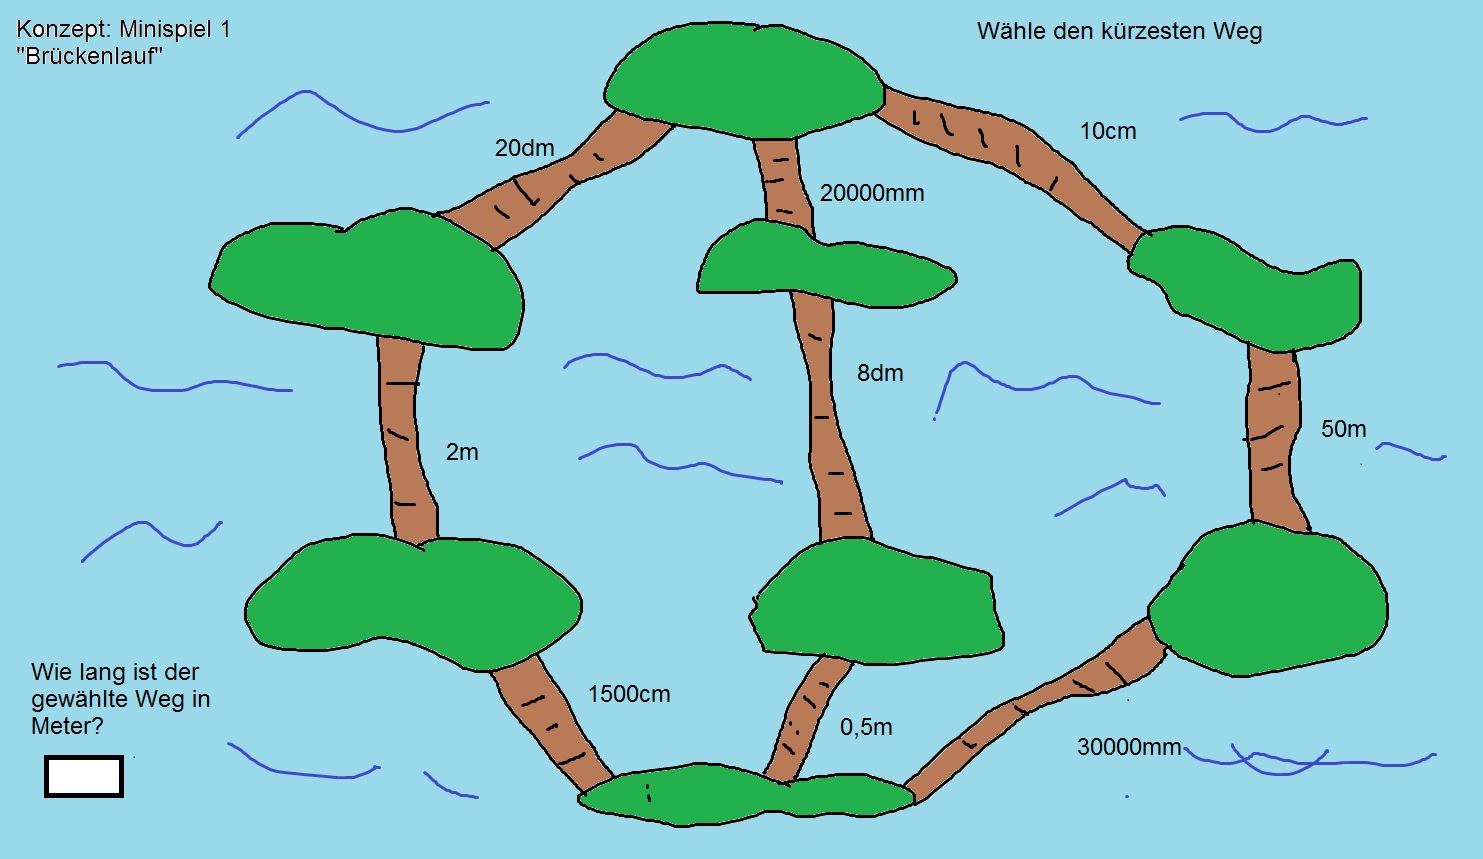 Konzept: Minispiel 1
"Brückenlauf"
Wähle den kürzesten Weg
20dm
20000mm
10cm
2m
8dm
50m
1500cm
0,5m
30000mm
Wie lang ist der
gewählte Weg in
Meter?